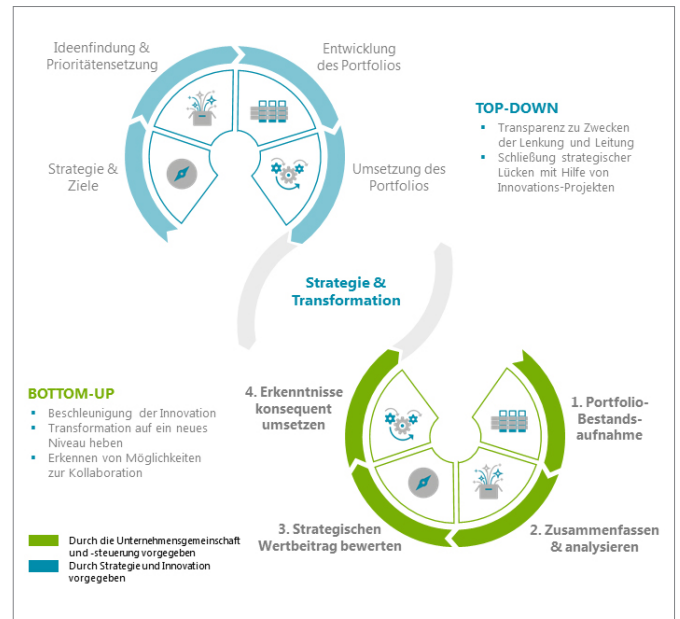 Ideenfindung &
Prioritätensetzung
Entwicklung
des Portfolios
Strategie &
Ziele
Umsetzung des
Portfolios
TOP-DOWN
Transparenz zu Zwecken
der Lenkung und Leitung
Schließung strategischer
Lücken mit Hilfe von
Innovations-Projekten
Strategie &
Transformation
BOTTOM-UP
Beschleunigung der Innovation
Transformation auf ein neues
Niveau heben
Erkennen von Möglichkeiten
zur Kollaboration
4. Erkenntnisse
konsequent
umsetzen
1. Portfolio-
Bestands-
aufnahme
3. Strategischen
Wertbeitrag bewerten
2. Zusammenfassen
& analysieren
Durch die Unternehmensgemeinschaft
und -steuerung vorgegeben
Durch Strategie und Innovation
vorgegeben